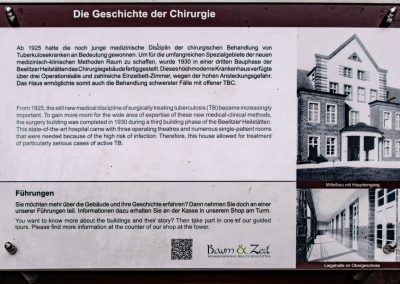 Die Geschichte der Chirurgie
Ab 1925 hatte die noch junge medizinische Disziplin der chirurgischen Behandlung von
Tuberkulosekranken an Bedeutung gewonnen. Um für die umfangreichen Spezialgebiete der neuen
medizinisch-klinischen Methoden Raum zu schaffen, wurde 1930 in einer dritten Bauphase der
Beelitzer Heilstätten das Chirurgiegebäude fertiggestellt. Dieses hochmoderne Krankenhaus verfügte
über drei Operationssäle und zahlreiche Einzelbett-Zimmer, wegen der hohen Ansteckungsgefahr.
Das Haus ermöglichte somit auch die Behandlung schwerster Fälle mit offener TBC.
From 1925, the still new medical discipline of surgically treating tuberculosis (TB) became increasingly
important. To gain more room for the wide area of expertise of these new medical-clinical methods,
the surgery building was completed in 1930 during a third building phase of the Beelitzer Heilstätten.
This state-of-the-art hospital came with three operating theatres and numerous single-patient rooms
that were needed because of the high risk of infection. Therefore, this house allowed for treatment
of particularly serious cases of active TB.
Mittelbau mit Haupteingang
Führungen
Sie möchten mehr über die Gebäude und ihre Geschichte erfahren? Dann nehmen Sie doch an einer
unserer Führungen teil. Informationen dazu erhalten Sie an der Kasse in unserem Shop am Turm.
You want to know more about the buildings and their story? Then take part in one of our guided
tours. Please find more information at the counter of our shop at the tower.
Baum & Zeit
Liegehalle im Obergeschoss